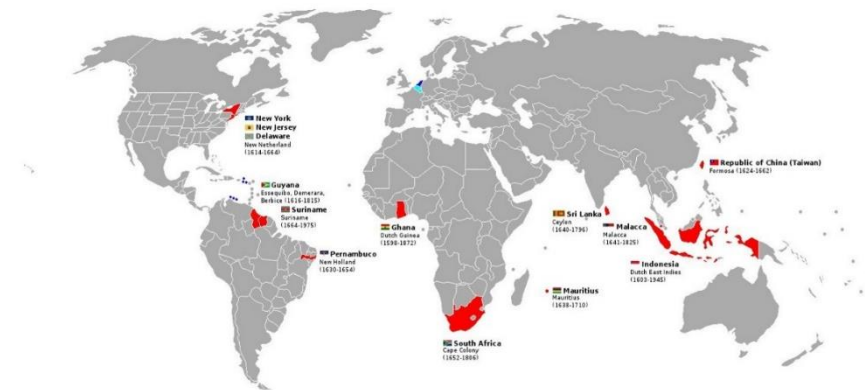 New York
New Jersey
Delaware
New Netherland
(1614-1664)
Guyana
Essequibo, Demerara,
Berbice (1616-1815)
Suriname
Suriname
(1664-1975)
Pernambuco
New Holland
(1630-1654)
Ghana
Dutch Guinea
(1598-1872)
South Africa
Cape Colony
(1652-1806)
Mauritius
Mauritius
(1638-1710)
Sri Lanka
Ceylon
(1640-1796)
Malacca
Malacca
(1641-1825)
Indonesia
Dutch East Indies
(1603-1945)
Republic of China (Taiwan)
Formosa (1624-1662)